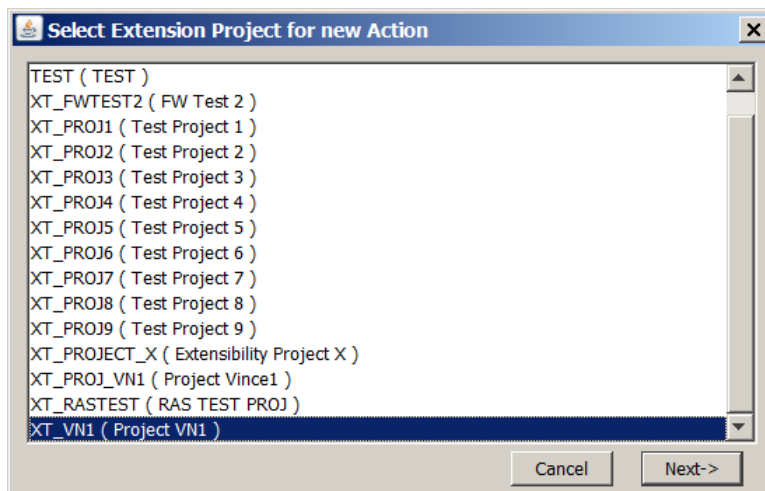 Select Extension Project for new Action
TEST ( TEST )
XT_FWTEST2 ( FW Test 2 )
XT_PROJ1 ( Test Project 1 )
XT_PROJ2 ( Test Project 2 )
XT_PROJ3 ( Test Project 3 )
XT_PROJ4 ( Test Project 4 )
XT_PROJ5 ( Test Project 5 )
XT_PROJ6 ( Test Project 6 )
XT_PROJ7 ( Test Project 7 )
XT_PROJ8 ( Test Project 8 )
XT_PROJ9 ( Test Project 9 )
XT_PROJECT_X ( Extensibility Project X )
XT_PROJ_VN1 ( Project Vince1 )
XT_RASTEST ( RAS TEST PROJ )
XT_VN1 ( Project VN1 )
Cancel Next->